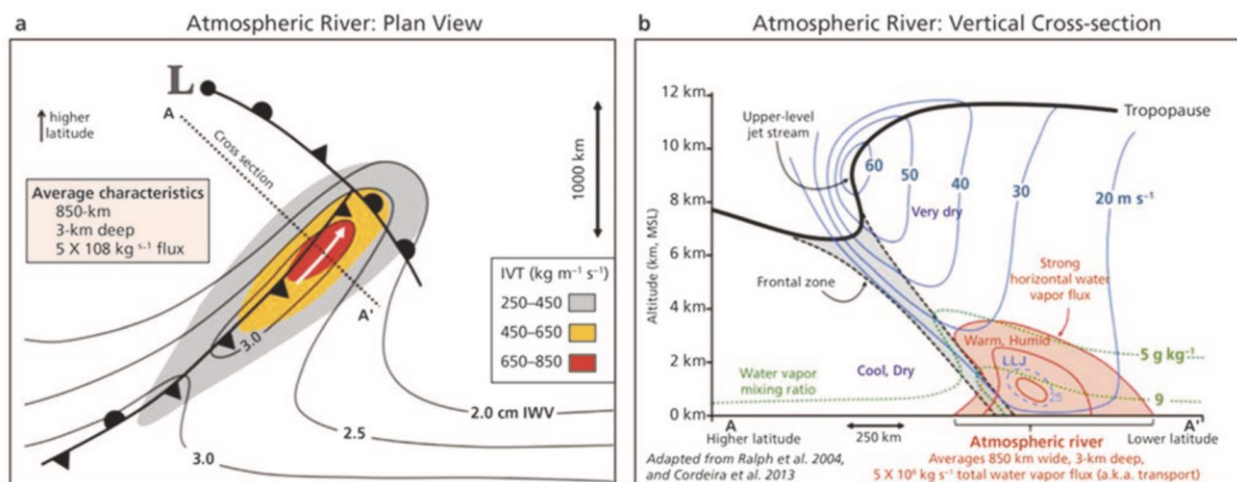 a
Atmospheric River: Plan View
L
A
higher
latitude
Cross section
1000 km
Average characteristics
850-km
3-km deep
5 X 108 kg s⁻¹ flux
A'
IVT (kg m⁻¹ s⁻¹)
250–450
450–650
650–850
3.0
2.0 cm IWV
2.5
3.0
b
Atmospheric River: Vertical Cross-section
12 km
10 km
8 km
6 km
4 km
2 km
0 km
Altitude (km, MSL)
Tropopause
Upper-level
jet stream
60
50
40
30
20 m s⁻¹
Very dry
Frontal zone
Strong
horizontal water
vapor flux
Warm, Humid
5 g kg⁻¹
LLJ
Cool, Dry
Water vapor
mixing ratio
25
9
A
A'
Higher latitude
250 km
Lower latitude
Atmospheric river
Adapted from Ralph et al. 2004,
and Cordeira et al. 2013
Averages 850 km wide, 3-km deep,
5 X 10⁸ kg s⁻¹ total water vapor flux (a.k.a. transport)